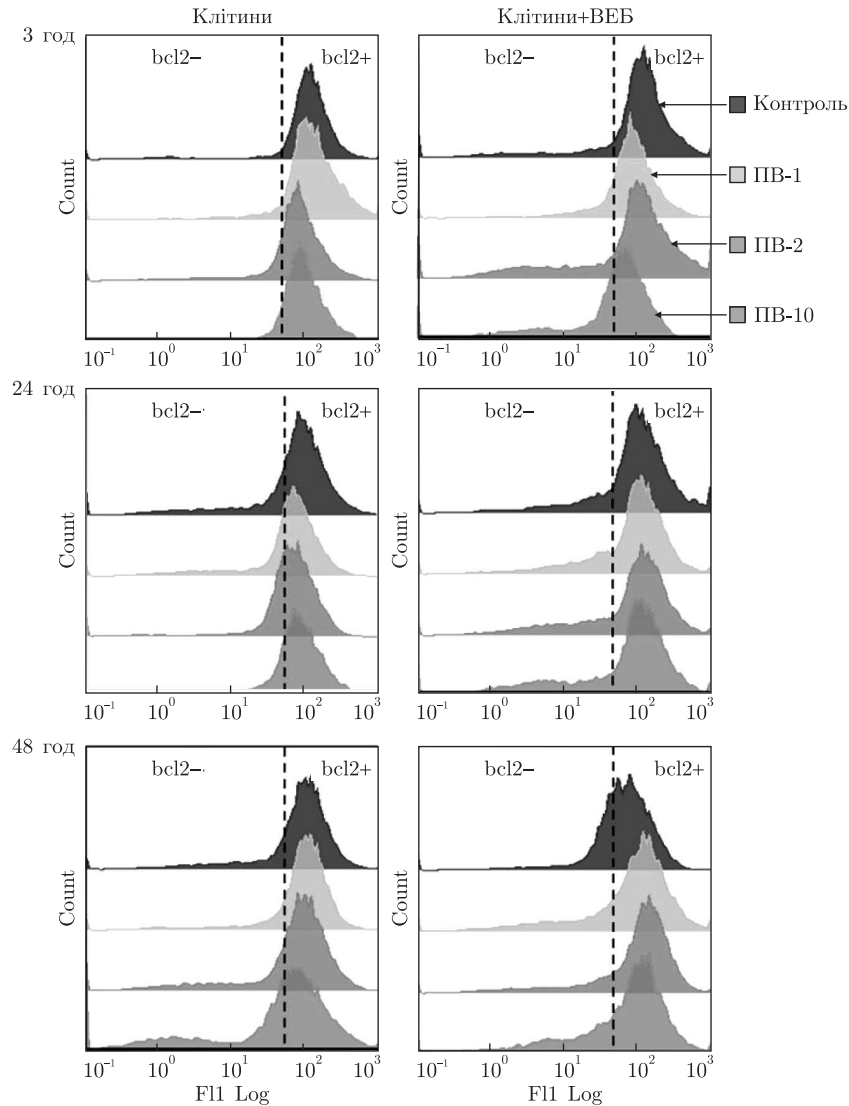 Клітини Клітини+ВЕБ
3 год
bcl2− bcl2+ bcl2− bcl2+
Контроль
ПВ-1
ПВ-2
ПВ-10
Count Count
10⁻¹ 10⁰ 10¹ 10² 10³ 10⁻¹ 10⁰ 10¹ 10² 10³
24 год
bcl2−· bcl2+ bcl2− bcl2+
Count Count
10⁻¹ 10⁰ 10¹ 10² 10³ 10⁻¹ 10⁰ 10¹ 10² 10³
48 год
bcl2−· bcl2+ bcl2− bcl2+
Count Count
10⁻¹ 10⁰ 10¹ 10² 10³ 10⁻¹ 10⁰ 10¹ 10² 10³
Fl1 Log Fl1 Log